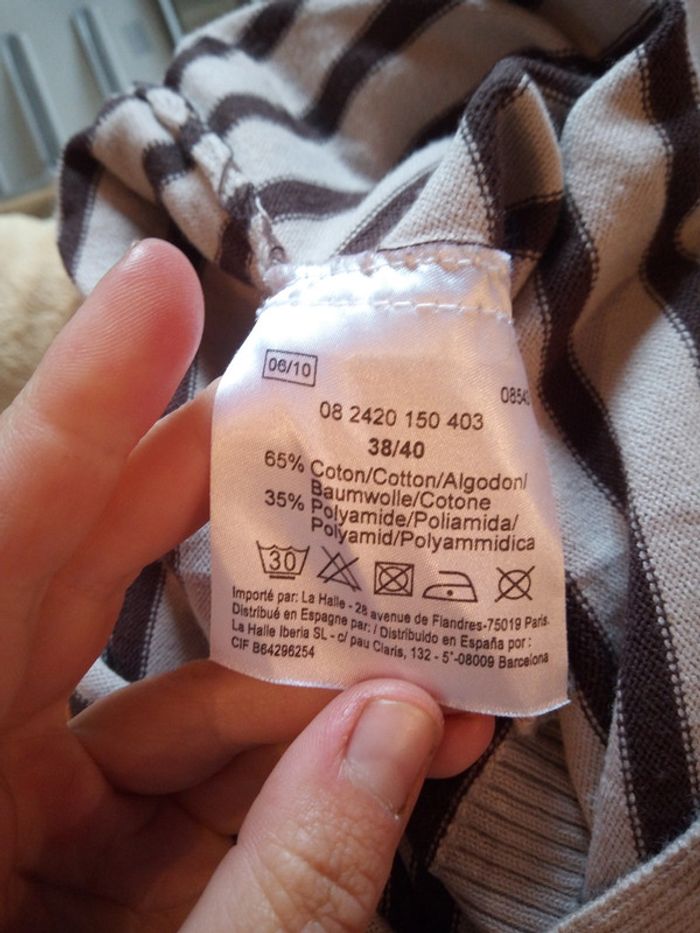 06/10
08 2420 150 403
38/40
65% Coton/Cotton/Algodon/
Baumwolle/Cotone
35% Polyamide/Poliamida/
Polyamid/Polyammidica
30
Importé par: La Halle - 28 avenue de Flandres-75019 Paris.
Distribué en Espagne par: / Distribuido en España por :
La Halle Iberia SL - c/ pau Claris, 132 - 5°-08009 Barcelona
CIF B64296254